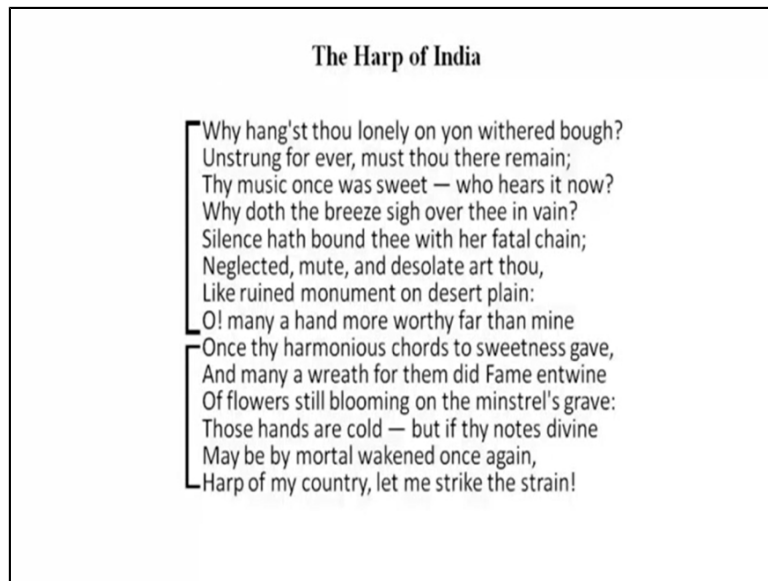 The Harp of India
Why hang'st thou lonely on yon withered bough?
Unstrung for ever, must thou there remain;
Thy music once was sweet — who hears it now?
Why doth the breeze sigh over thee in vain?
Silence hath bound thee with her fatal chain;
Neglected, mute, and desolate art thou,
Like ruined monument on desert plain:
O! many a hand more worthy far than mine
Once thy harmonious chords to sweetness gave,
And many a wreath for them did Fame entwine
Of flowers still blooming on the minstrel's grave:
Those hands are cold — but if thy notes divine
May be by mortal wakened once again,
Harp of my country, let me strike the strain!